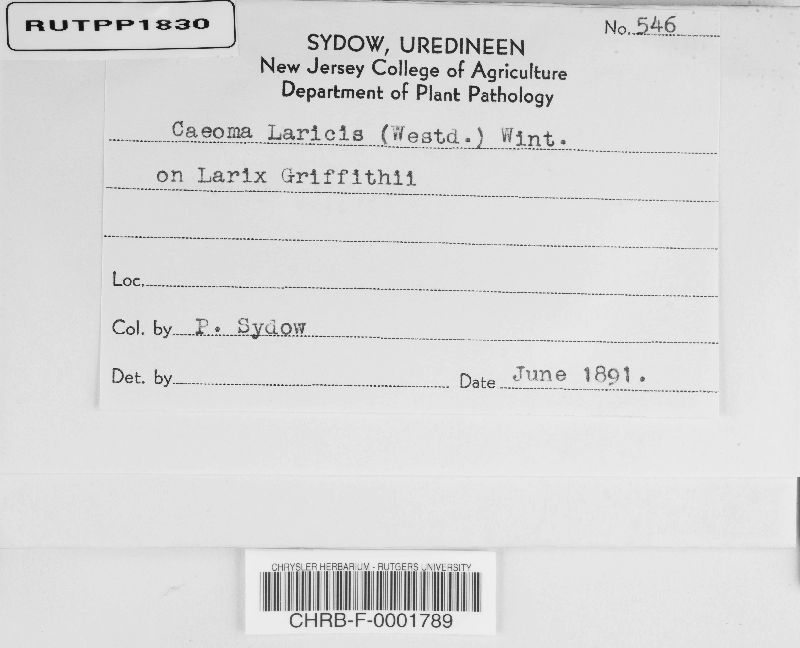 RUTPP1830
No. 546
SYDOW, UREDINEEN
New Jersey College of Agriculture
Department of Plant Pathology
Caeoma Laricis (Westd.) Wint.
on Larix Griffithii
Loc.
Col. by P. Sydow
Det. by Date June 1891.
CHRYSLER HERBARIUM - RUTGERS UNIVERSITY
CHRB-F-0001789